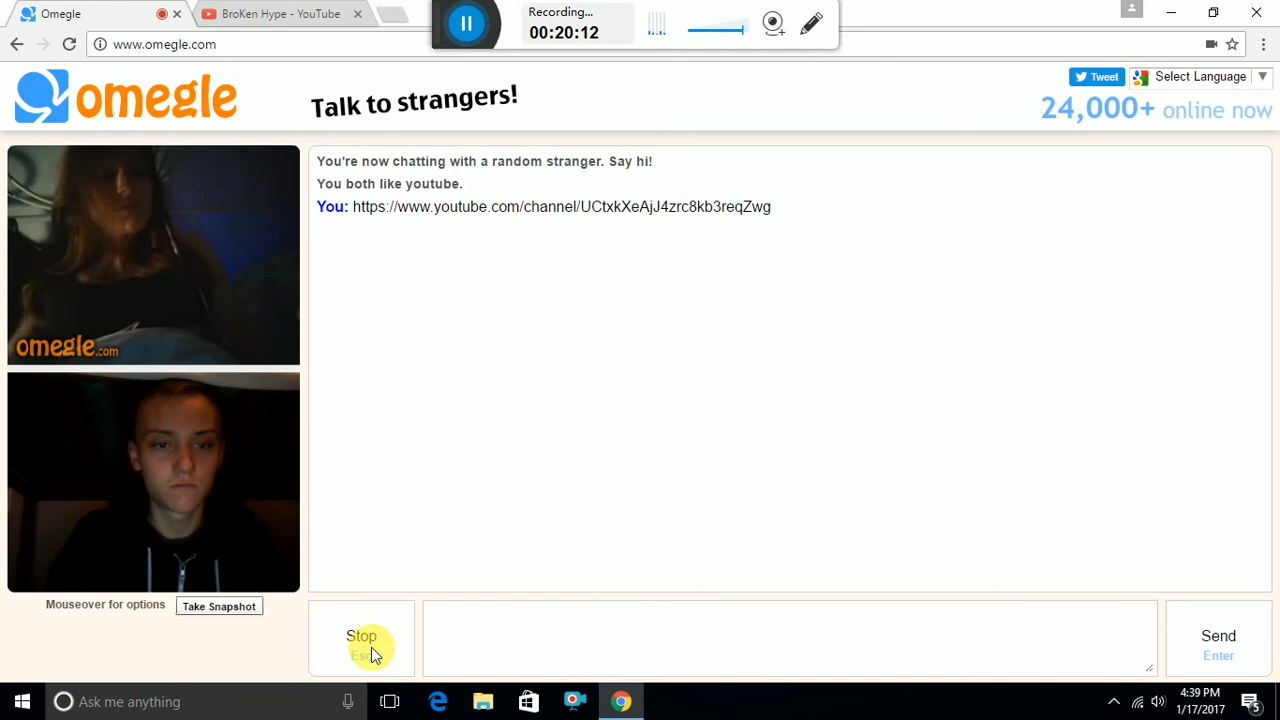 Omegle
BroKen Hype - YouTube
Recording...
00:20:12
www.omegle.com
omegle
Talk to strangers!
Tweet
Select Language
24,000+ online now
You're now chatting with a random stranger. Say hi!
You both like youtube.
You: https://www.youtube.com/channel/UCtxkXeAjJ4zrc8kb3reqZwg
omegle.com
Mouseover for options
Take Snapshot
Stop
Esc
Send
Enter
Ask me anything
4:39 PM
1/17/2017
5